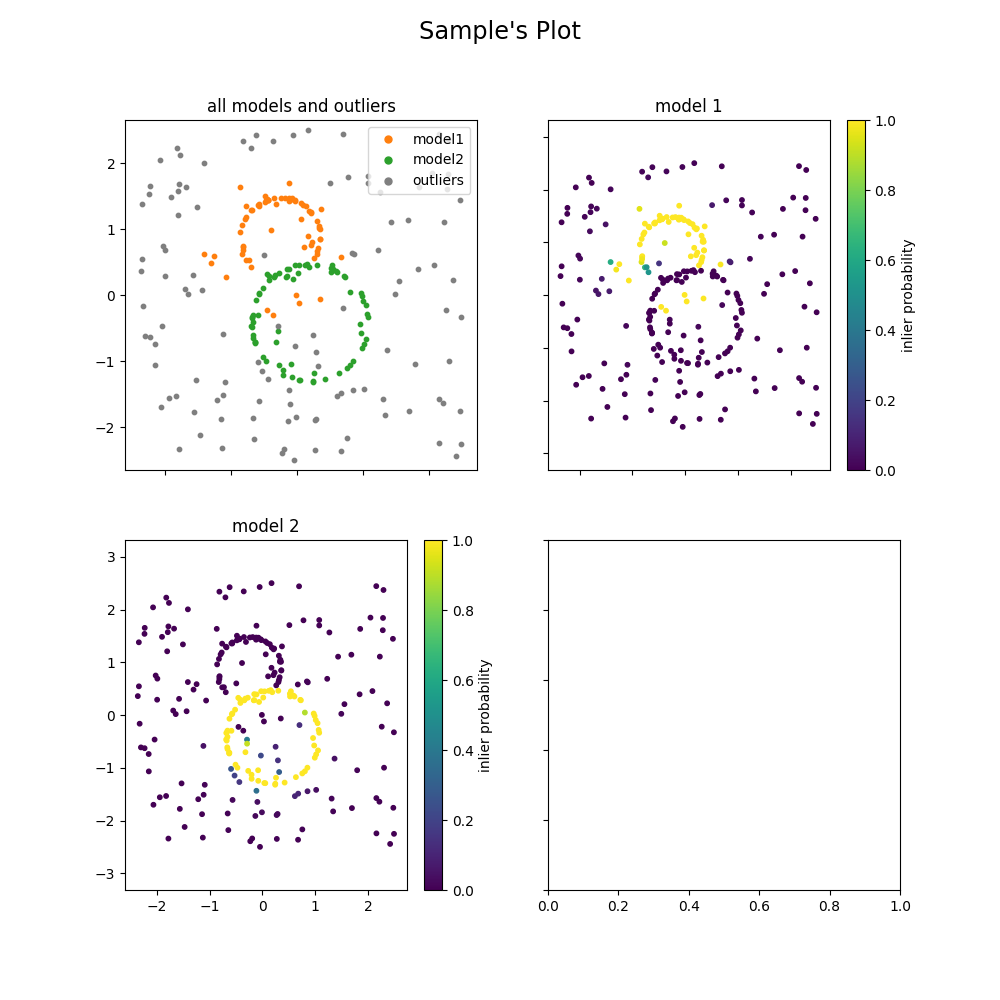 Sample's Plot
all models and outliers
model1
model2
outliers
2
1
0
−1
−2
model 1
1.0
0.8
0.6
0.4
0.2
0.0
inlier probability
model 2
3
2
1
0
−1
−2
−3
−2 −1 0 1 2
1.0
0.8
0.6
0.4
0.2
0.0
inlier probability
0.0 0.2 0.4 0.6 0.8 1.0